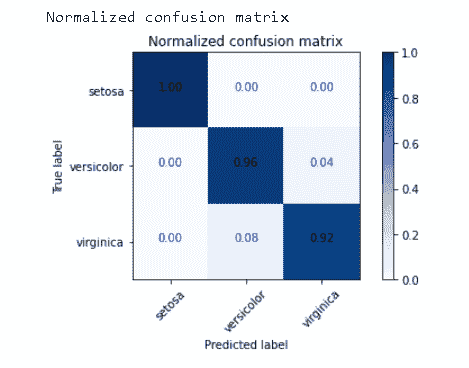 Normalized confusion matrix
Normalized confusion matrix
1.0
setosa 1.00 0.00 0.00
0.8
0.6
True label
versicolor 0.00 0.96 0.04
0.4
0.2
virginica 0.00 0.08 0.92
0.0
setosa versicolor virginica
Predicted label